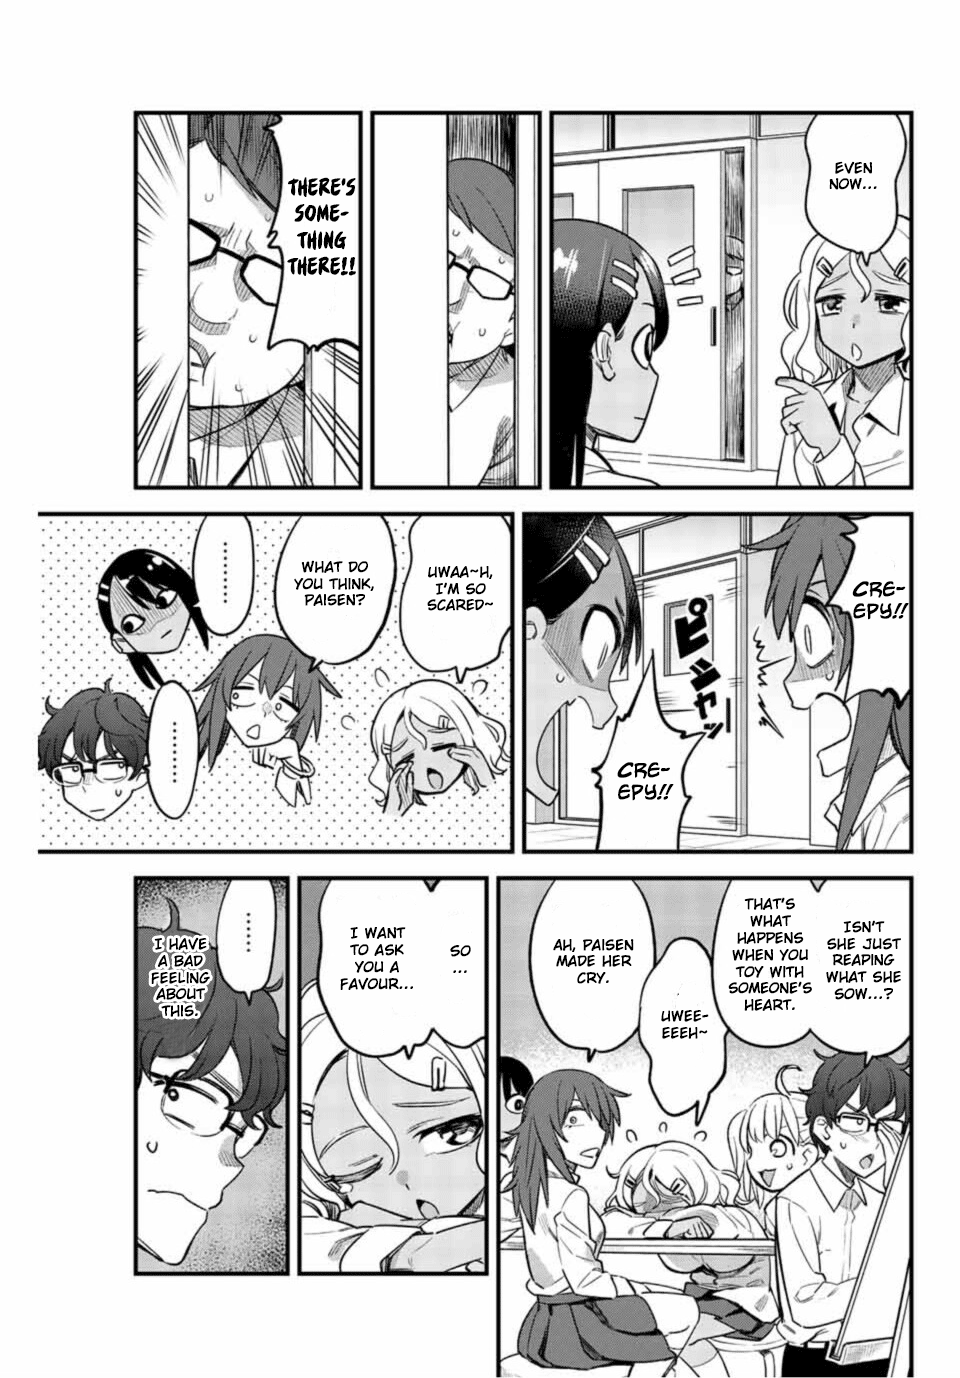 EVEN
NOW...
THERE'S
SOME-
THING
THERE!!
CRE-
EPY!!
ピシャッ
CRE-
EPY!!
UWAA~H,
I'M SO
SCARED~
WHAT DO
YOU THINK,
PAISEN?
......
......
ISN'T
SHE JUST
REAPING
WHAT SHE
SOW...?
THAT'S
WHAT
HAPPENS
WHEN YOU
TOY WITH
SOMEONE'S
HEART.
UWEE-
EEEH~
AH, PAISEN
MADE HER
CRY.
SO
...
I WANT
TO ASK
YOU A
FAVOUR...
......
I HAVE
A BAD
FEELING
ABOUT
THIS.